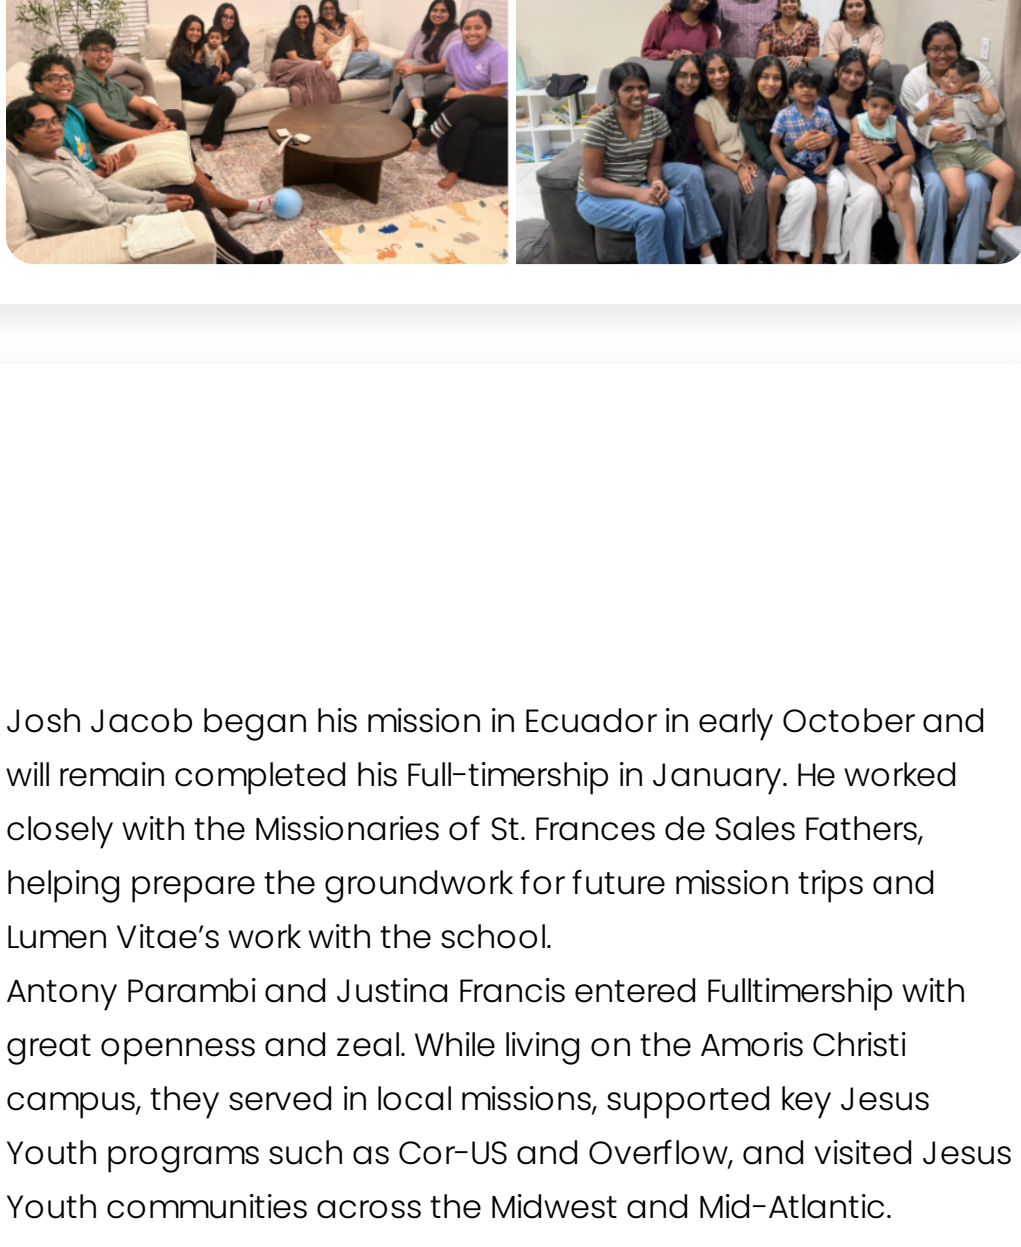 Josh Jacob began his mission in Ecuador in early October and
will remain completed his Full-timership in January. He worked
closely with the Missionaries of St. Frances de Sales Fathers,
helping prepare the groundwork for future mission trips and
Lumen Vitae’s work with the school.
Antony Parambi and Justina Francis entered Fulltimership with
great openness and zeal. While living on the Amoris Christi
campus, they served in local missions, supported key Jesus
Youth programs such as Cor-US and Overflow, and visited Jesus
Youth communities across the Midwest and Mid-Atlantic.